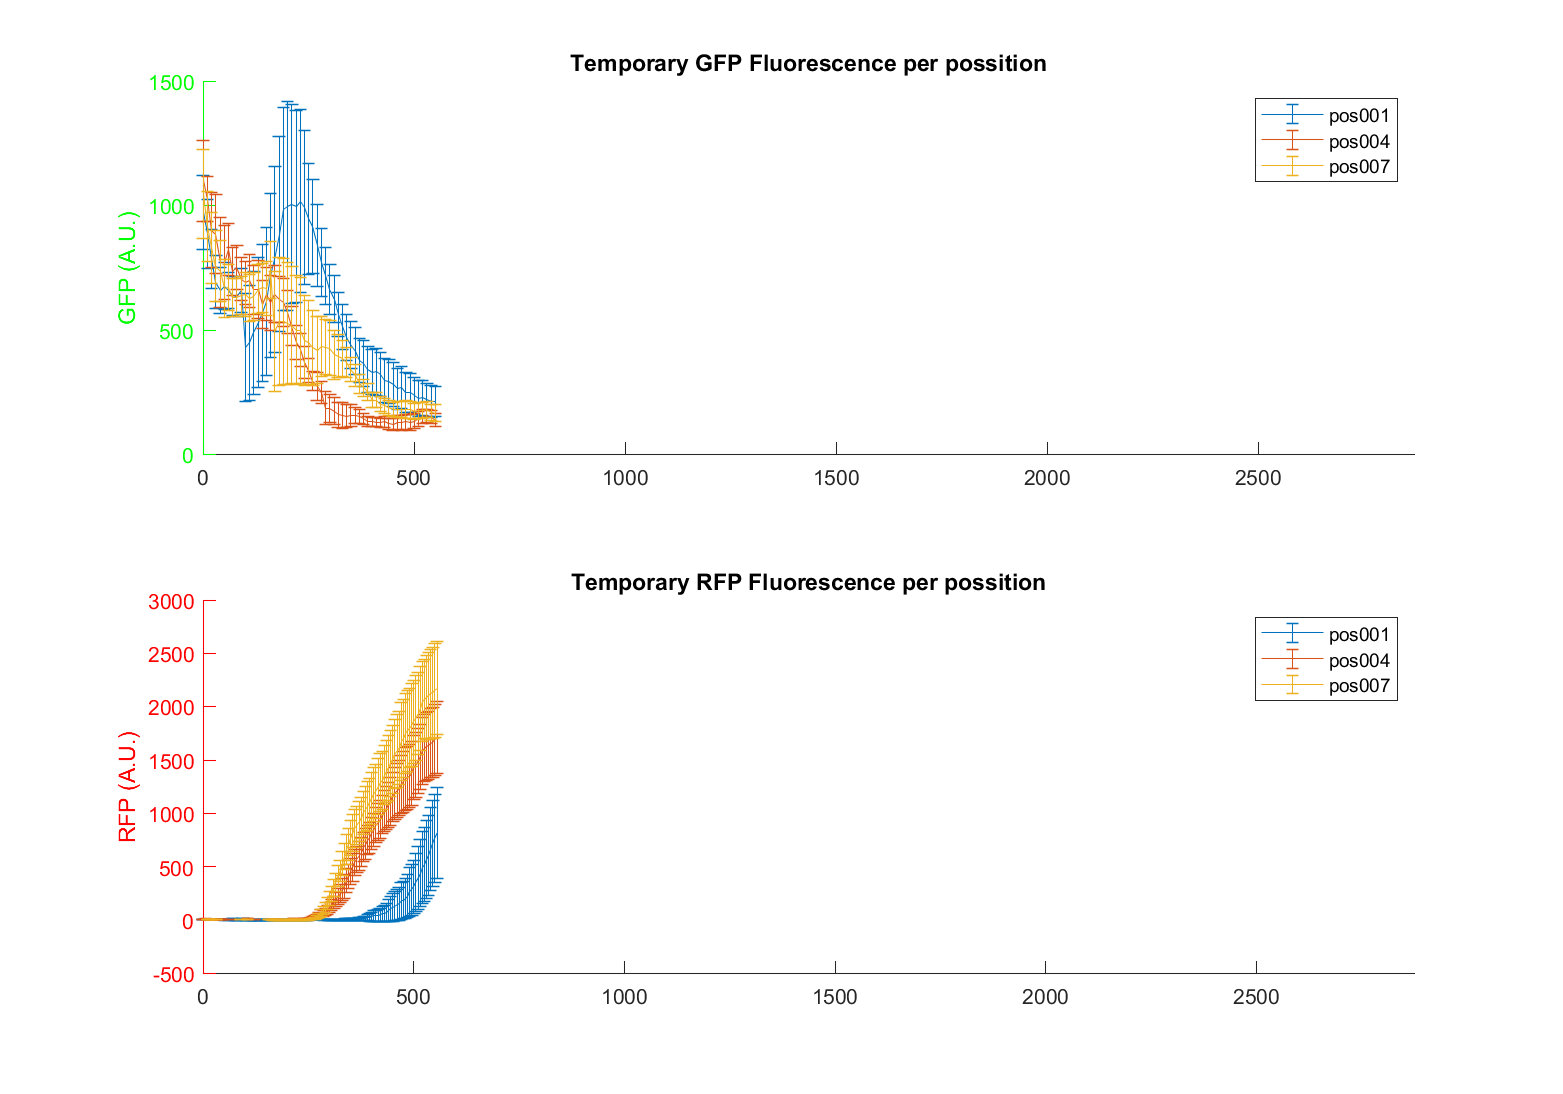 Temporary GFP Fluorescence per possition
1500
1000
500
0
GFP (A.U.)
pos001
pos004
pos007
0 500 1000 1500 2000 2500
Temporary RFP Fluorescence per possition
3000
2500
2000
1500
1000
500
0
-500
RFP (A.U.)
pos001
pos004
pos007
0 500 1000 1500 2000 2500